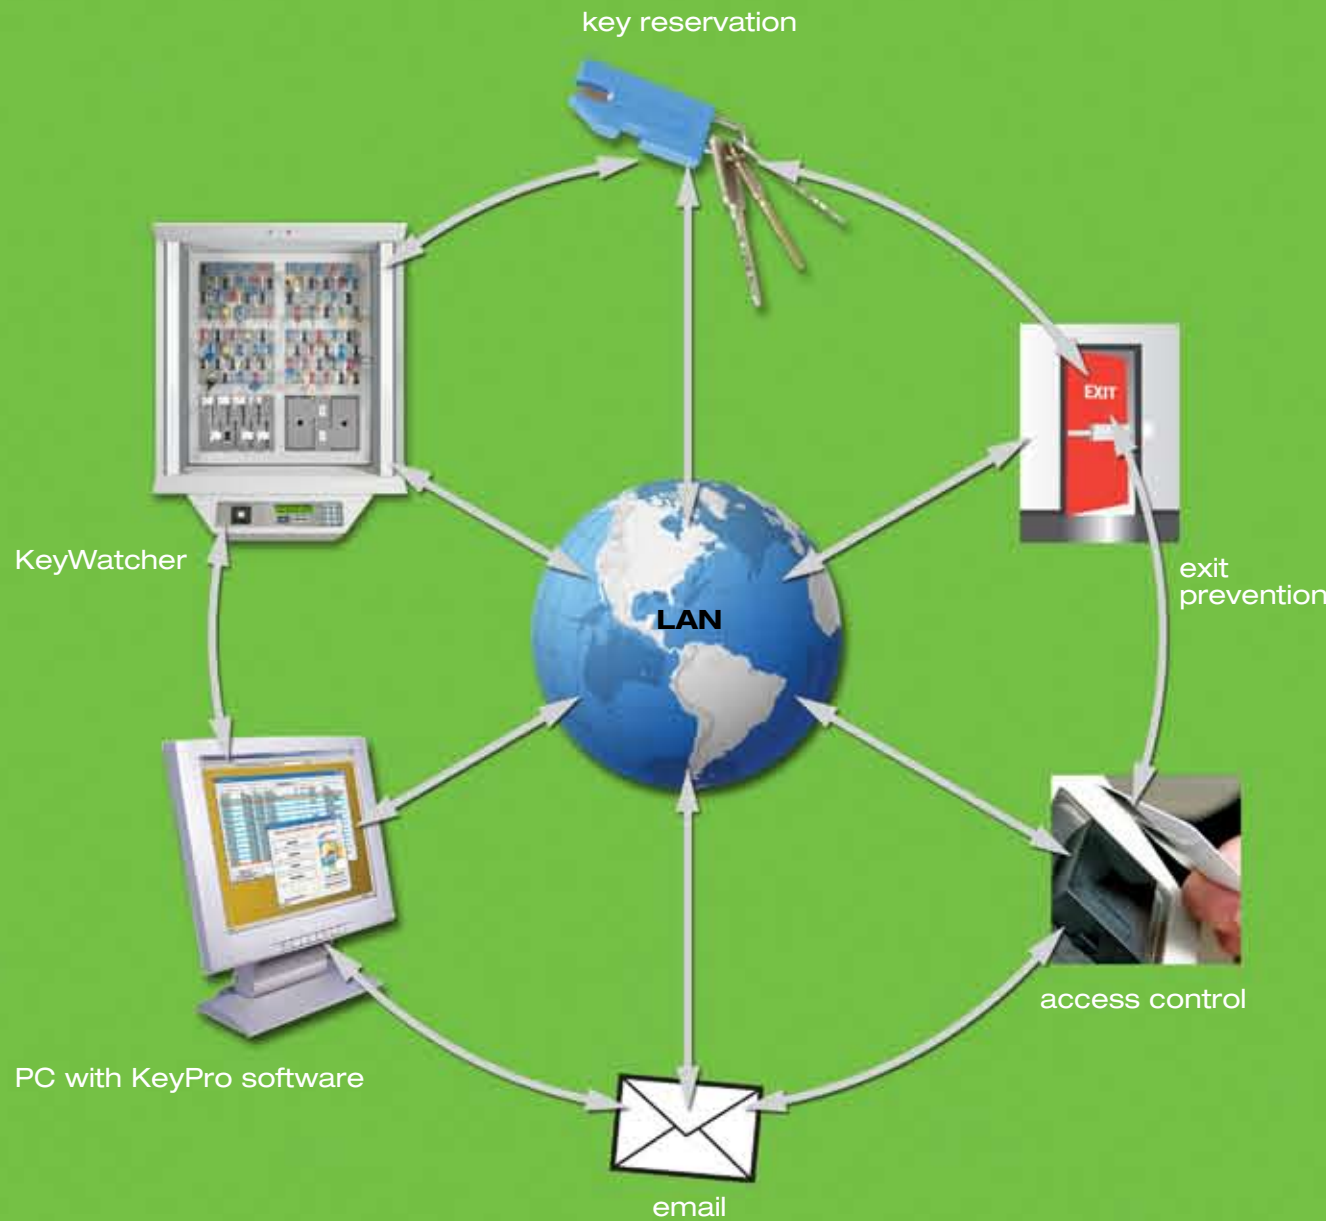 key reservation
EXIT
KeyWatcher
exit
prevention
LAN
access control
PC with KeyPro software
email